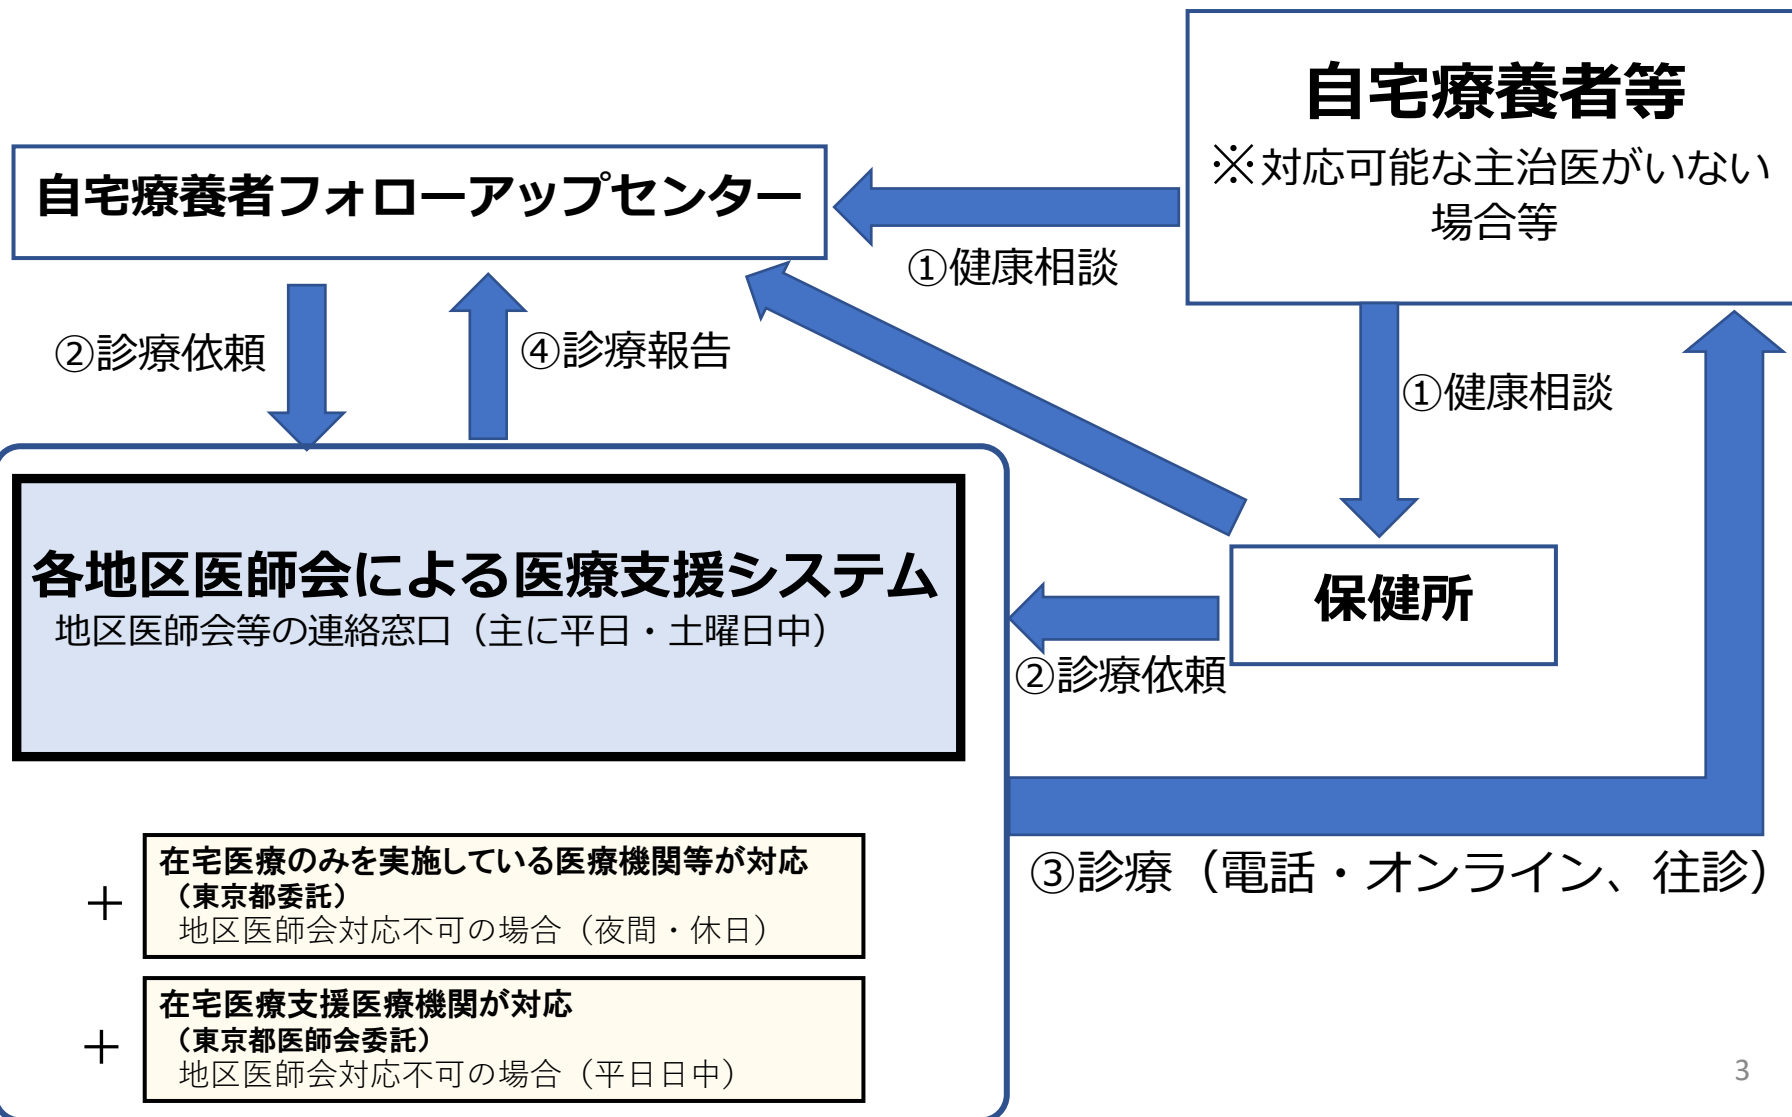 自宅療養者等
※対応可能な主治医がいない
場合等
自宅療養者フォローアップセンター
①健康相談
②診療依頼
④診療報告
①健康相談
各地区医師会による医療支援システム
地区医師会等の連絡窓口（主に平日・土曜日中）
保健所
②診療依頼
③診療（電話・オンライン、往診）
＋
在宅医療のみを実施している医療機関等が対応
（東京都委託）
地区医師会対応不可の場合（夜間・休日）
＋
在宅医療支援医療機関が対応
（東京都医師会委託）
地区医師会対応不可の場合（平日日中）
3